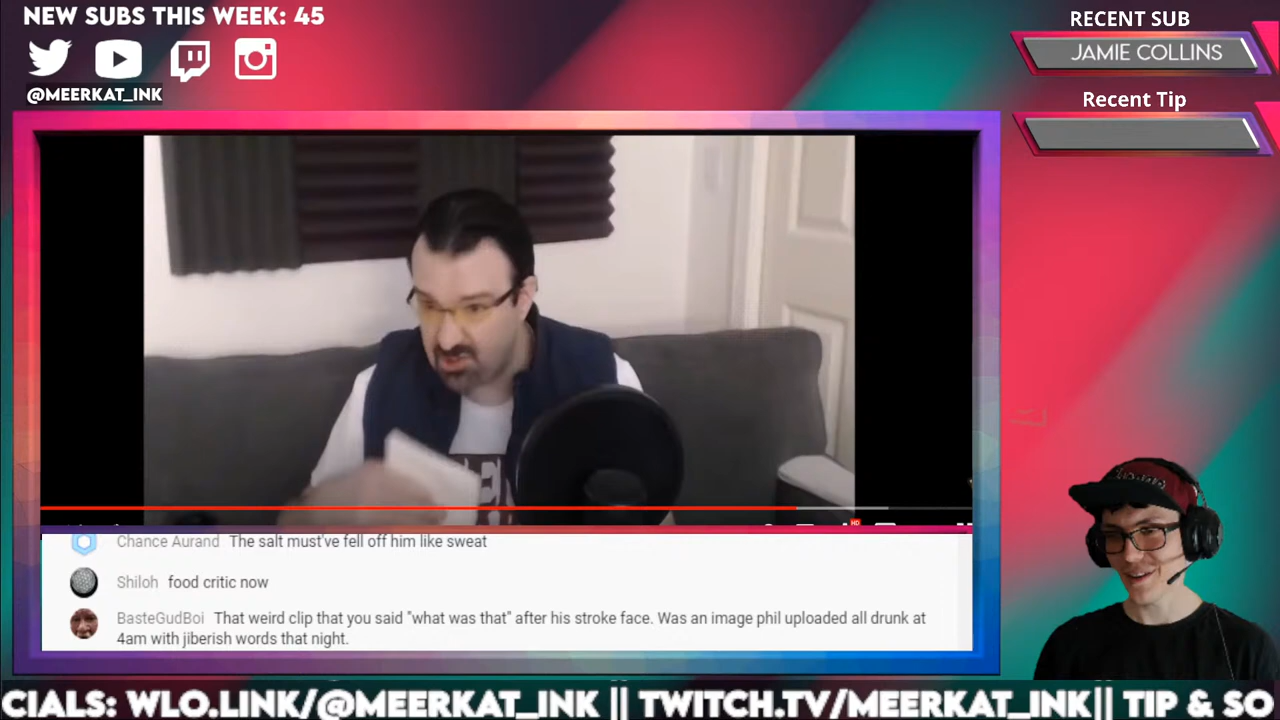 NEW SUBS THIS WEEK: 45
@MEERKAT_INK
RECENT SUB
JAMIE COLLINS
Recent Tip
HD
Chance Aurand The salt must've fell off him like sweat
Shiloh food critic now
BasteGudBoi That weird clip that you said "what was that" after his stroke face. Was an image phil uploaded all drunk at
4am with jiberish words that night.
CIALS: WLO.LINK/@MEERKAT_INK || TWITCH.TV/MEERKAT_INK|| TIP & SO